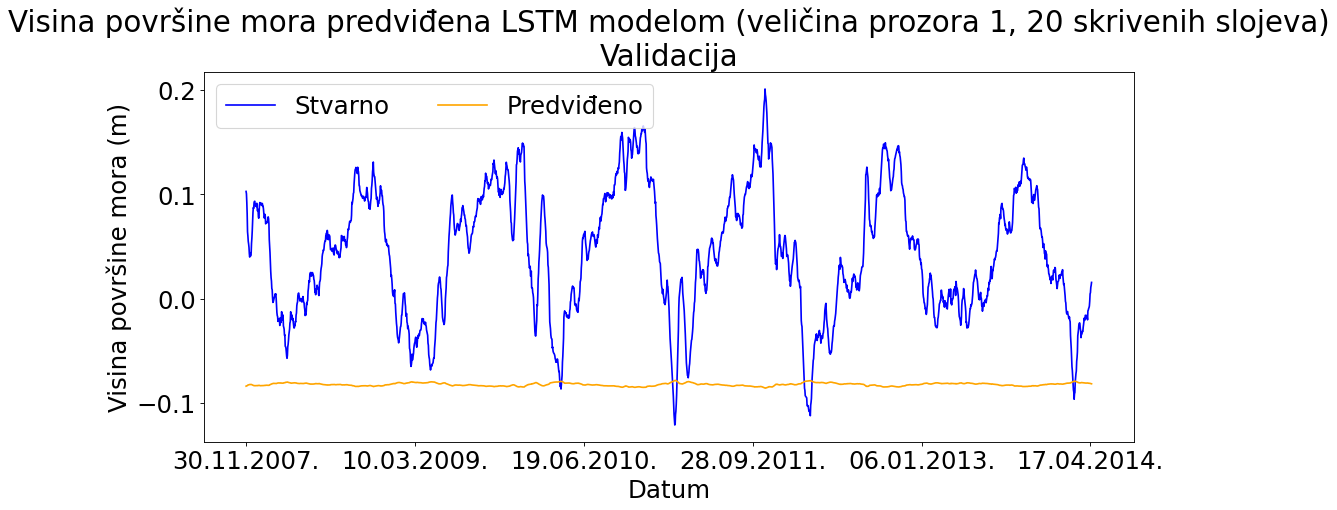 Visina površine mora predviđena LSTM modelom (veličina prozora 1, 20 skrivenih slojeva)
Validacija
Stvarno Predviđeno
Visina površine mora (m)
0.2
0.1
0.0
−0.1
30.11.2007. 10.03.2009. 19.06.2010. 28.09.2011. 06.01.2013. 17.04.2014.
Datum